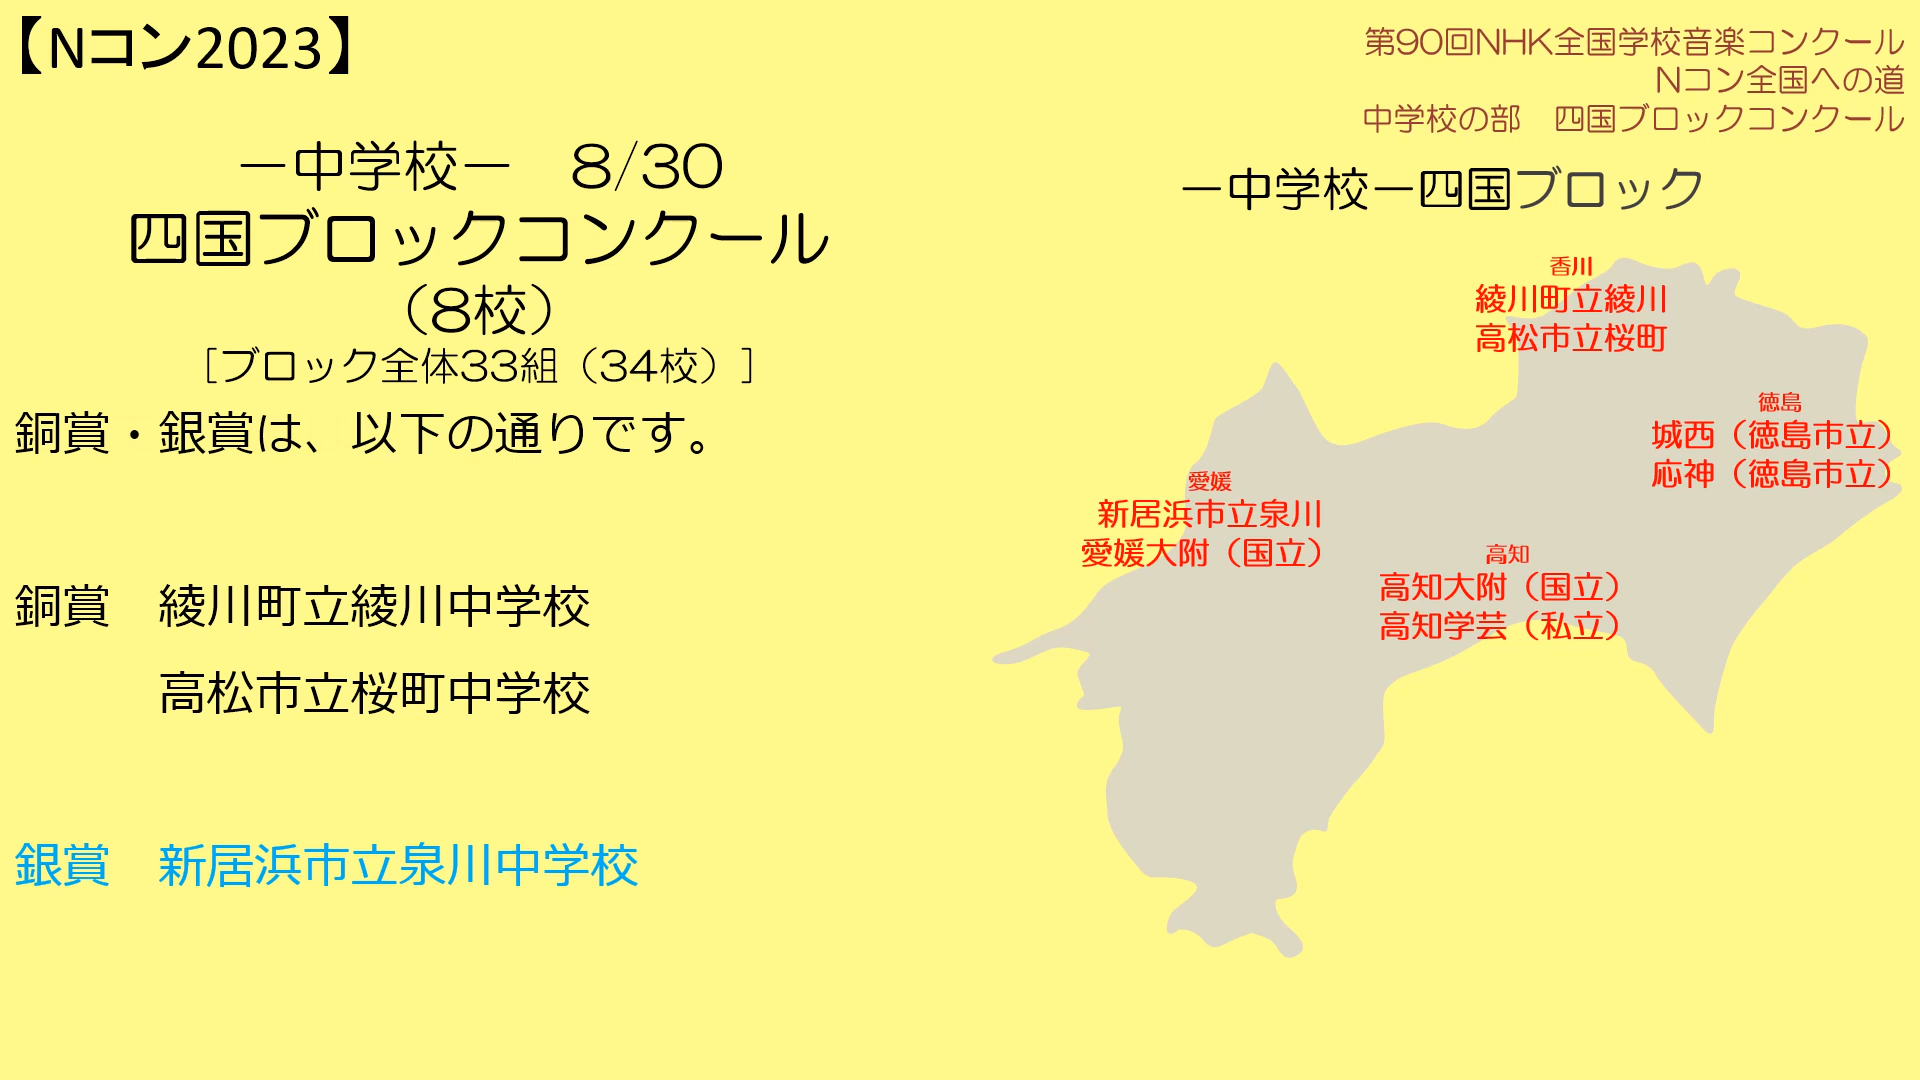 【Nコン2023】
第90回NHK全国学校音楽コンクール
Nコン全国への道
中学校の部　四国ブロックコンクール
ー中学校ー　8/30
四国ブロックコンクール
（8校）
［ブロック全体33組（34校）］
銅賞・銀賞は、以下の通りです。
銅賞　綾川町立綾川中学校
高松市立桜町中学校
銀賞　新居浜市立泉川中学校
ー中学校ー四国ブロック
香川
綾川町立綾川
高松市立桜町
徳島
城西（徳島市立）
応神（徳島市立）
愛媛
新居浜市立泉川
愛媛大附（国立）
高知
高知大附（国立）
高知学芸（私立）